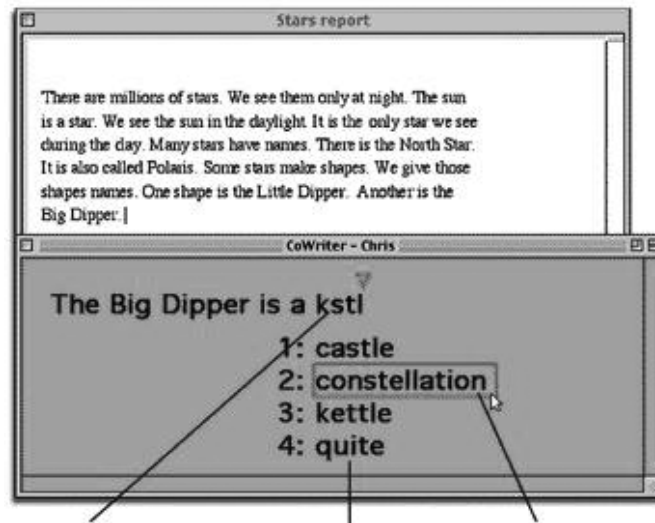 Stars report
There are millions of stars. We see them only at night. The sun
is a star. We see the sun in the daylight. It is the only star we see
during the day. Many stars have names. There is the North Star.
It is also called Polaris. Some stars make shapes. We give those
shapes names. One shape is the Little Dipper. Another is the
Big Dipper.
CoWriter - Chris
The Big Dipper is a kstl
1: castle
2: constellation
3: kettle
4: quite